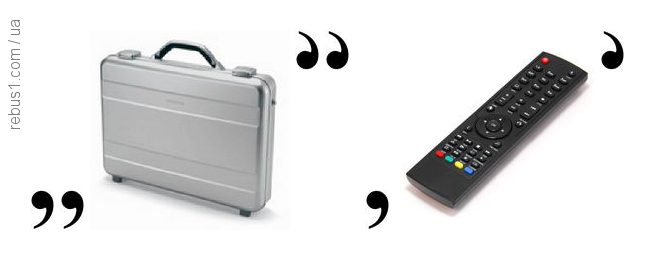 rebus1.com/ua
,, ,, , ,